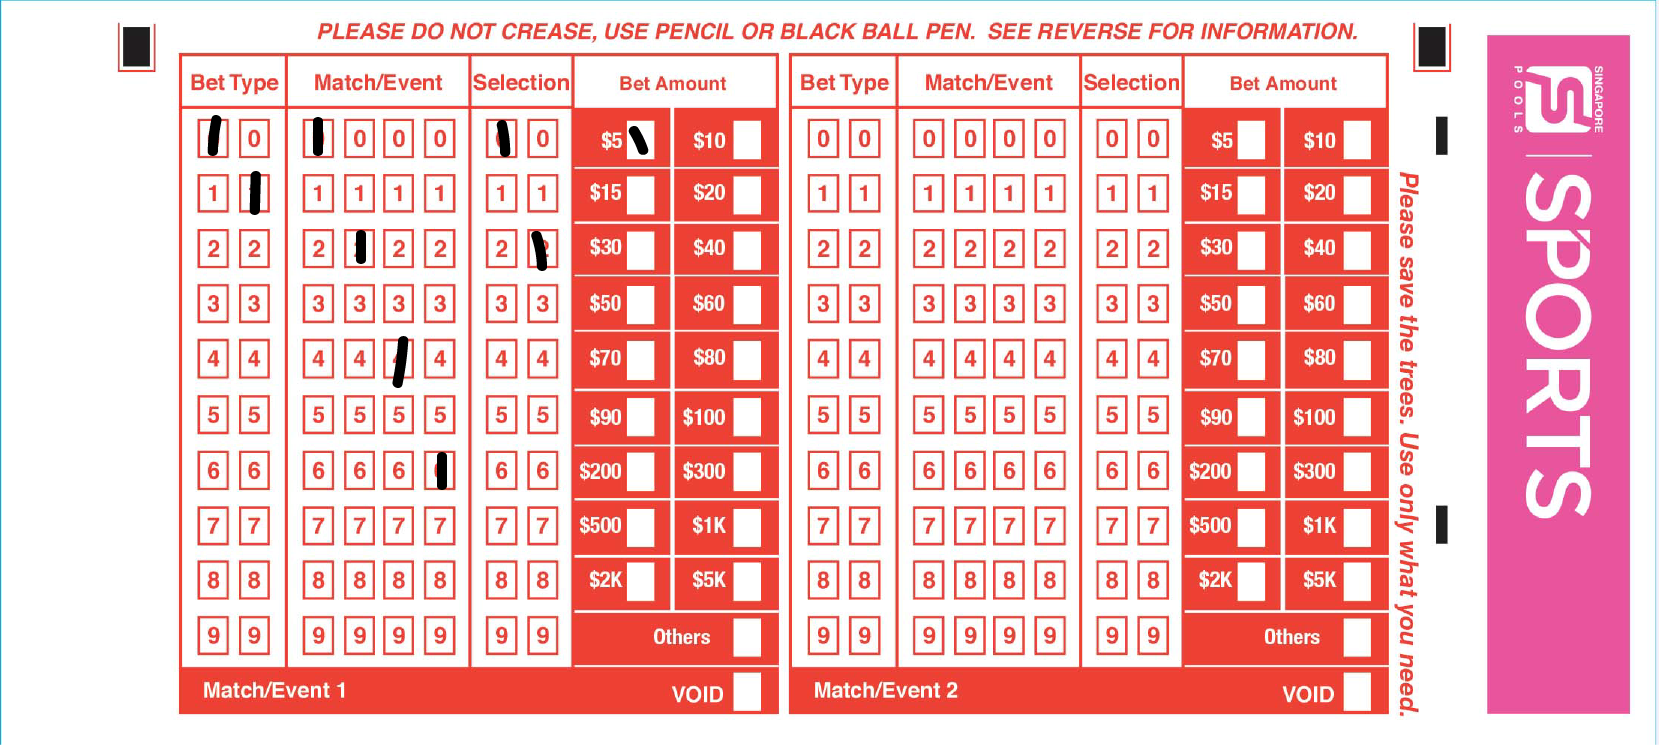 PLEASE DO NOT CREASE, USE PENCIL OR BLACK BALL PEN. SEE REVERSE FOR INFORMATION.
Bet Type Match/Event Selection Bet Amount Bet Type Match/Event Selection Bet Amount
0 0 0 0 0 $5 $10 0 0 0 0 0 0 0 0 $5 $10
1 1 1 1 1 1 1 $15 $20 1 1 1 1 1 1 1 1 $15 $20
2 2 2 2 2 2 $30 $40 2 2 2 2 2 2 2 2 $30 $40
3 3 3 3 3 3 3 3 $50 $60 3 3 3 3 3 3 3 3 $50 $60
4 4 4 4 4 4 4 $70 $80 4 4 4 4 4 4 4 4 $70 $80
5 5 5 5 5 5 5 5 $90 $100 5 5 5 5 5 5 5 5 $90 $100
6 6 6 6 6 6 6 $200 $300 6 6 6 6 6 6 6 6 $200 $300
7 7 7 7 7 7 7 7 $500 $1K 7 7 7 7 7 7 7 7 $500 $1K
8 8 8 8 8 8 8 8 $2K $5K 8 8 8 8 8 8 8 8 $2K $5K
9 9 9 9 9 9 9 9 Others 9 9 9 9 9 9 9 9 Others
Match/Event 1 VOID Match/Event 2 VOID
Please save the trees. Use only what you need.
SINGAPORE
POOLS
SPORTS